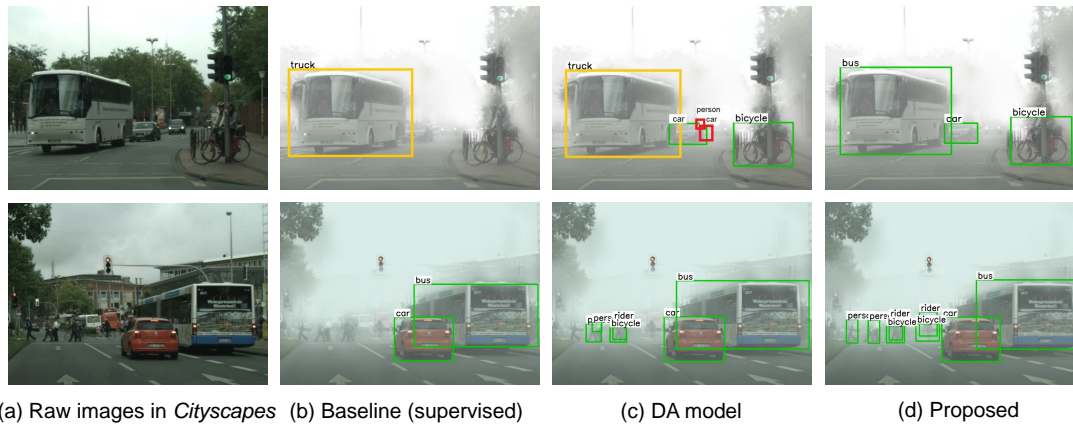 truck
truck
person
car
car
bicycle
bus
car
bicycle
bus
car
bus
car
pers
rider
bicycle
bus
car
rider
bicycle
rider
bicycle
pers
pers
(a) Raw images in Cityscapes
(b) Baseline (supervised)
(c) DA model
(d) Proposed